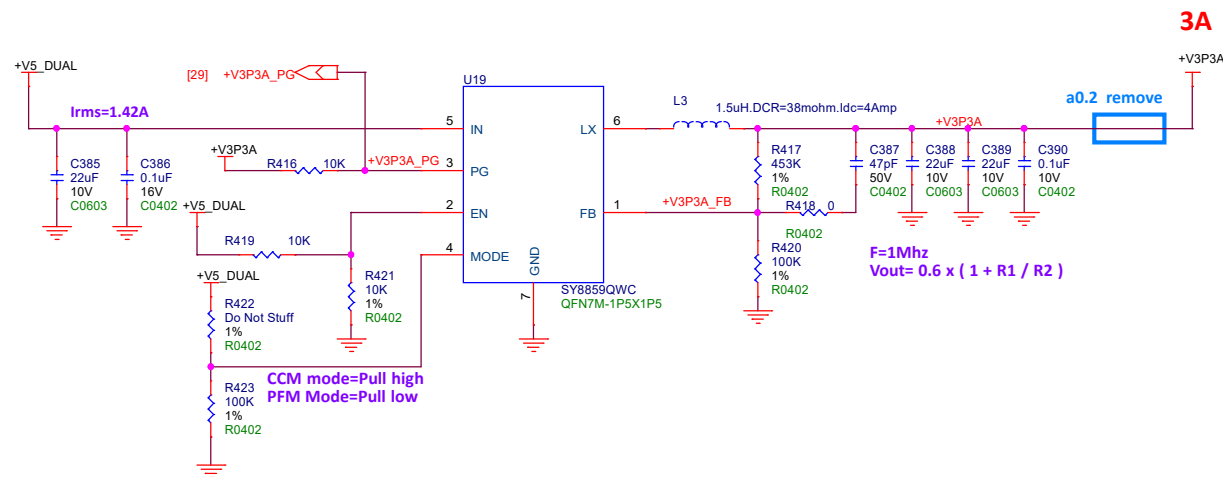 3A
+V5_DUAL
[29] +V3P3A_PG
U19
+V3P3A
L3
1.5uH.DCR=38mohm.Idc=4Amp
a0.2 remove
Irms=1.42A
5
IN
LX
6
+V3P3A
C385
22uF
10V
C0603
C386
0.1uF
16V
C0402
+V3P3A
R416
10K
+V3P3A_PG
3
PG
R417
453K
1%
R0402
C387
47pF
50V
C0402
C388
22uF
10V
C0603
C389
22uF
10V
C0603
C390
0.1uF
10V
C0402
+V5_DUAL
2
EN
FB
1
+V3P3A_FB
R418 0
R0402
R419
10K
4
MODE
GND
7
R420
100K
1%
R0402
F=1Mhz
Vout= 0.6 x ( 1 + R1 / R2 )
+V5_DUAL
R421
10K
1%
R0402
SY8859QWC
QFN7M-1P5X1P5
R422
Do Not Stuff
1%
R0402
CCM mode=Pull high
PFM Mode=Pull low
R423
100K
1%
R0402